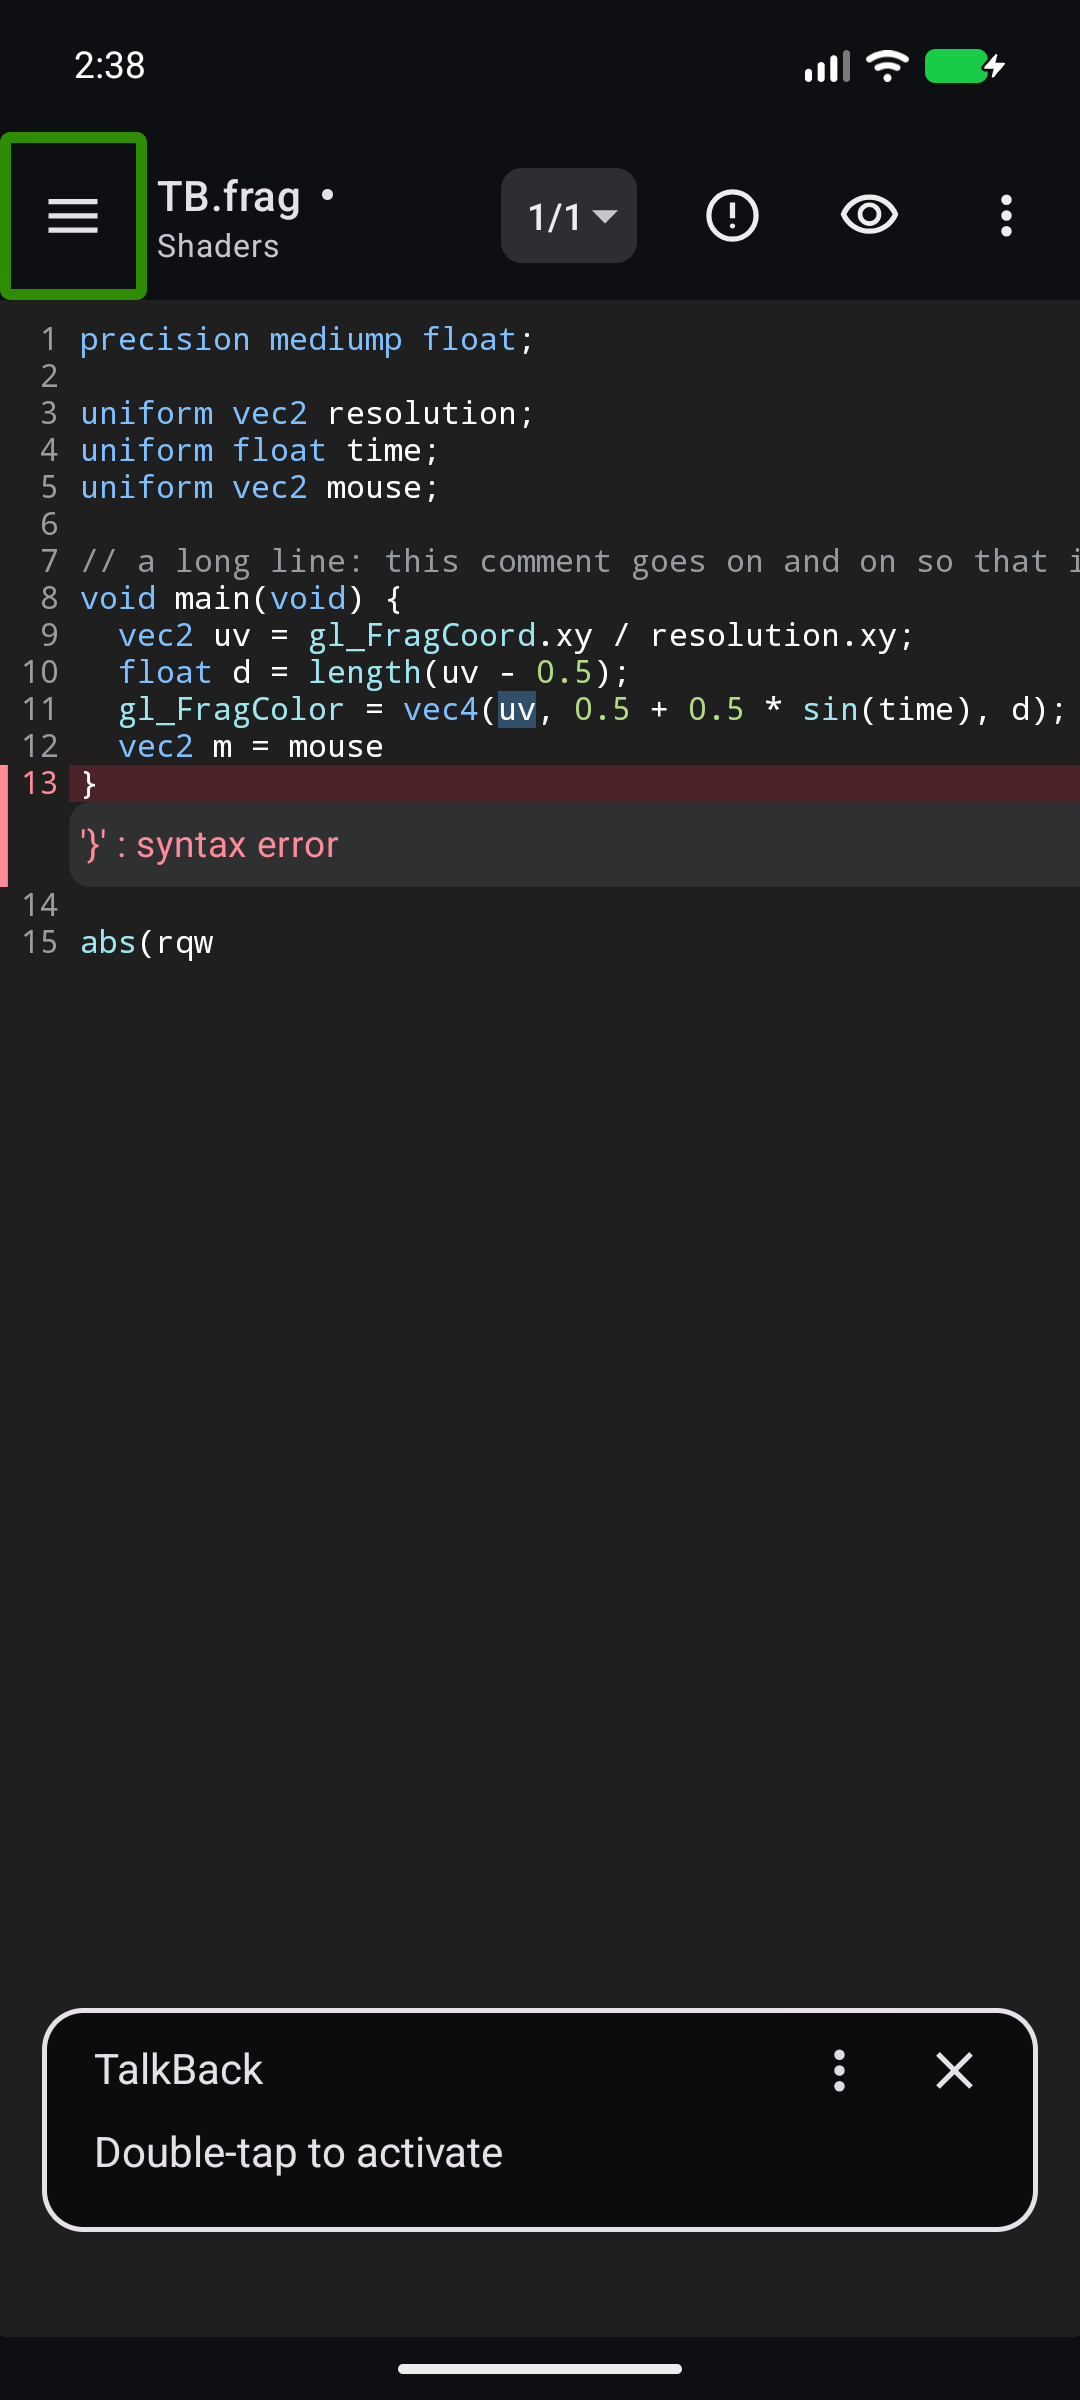 2:38
TB.frag •
Shaders
1/1
1 precision mediump float;
2
3 uniform vec2 resolution;
4 uniform float time;
5 uniform vec2 mouse;
6
7 // a long line: this comment goes on and on so that i
8 void main(void) {
9   vec2 uv = gl_FragCoord.xy / resolution.xy;
10   float d = length(uv - 0.5);
11   gl_FragColor = vec4(uv, 0.5 + 0.5 * sin(time), d);
12   vec2 m = mouse
13 }
'}' : syntax error
14
15 abs(rqw
TalkBack
Double-tap to activate